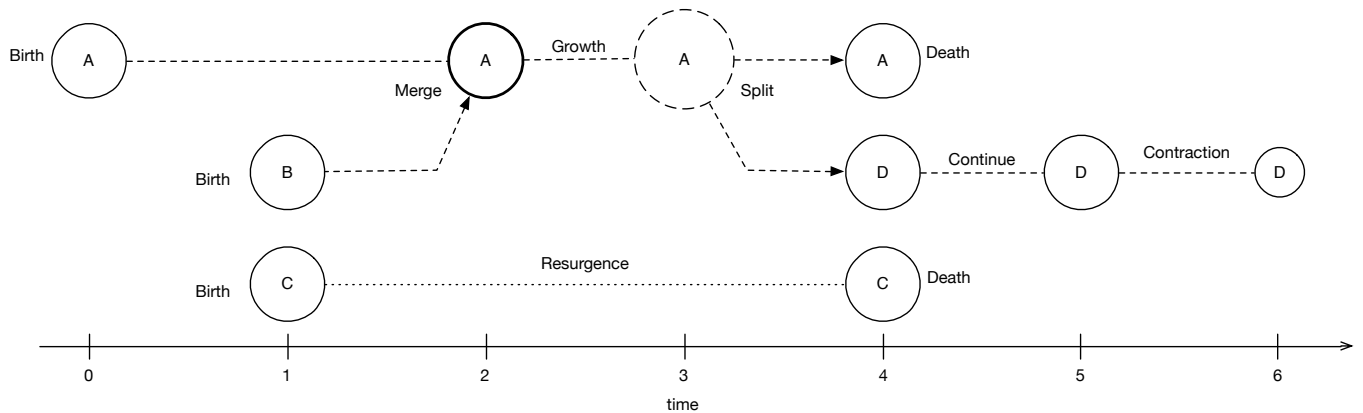 Birth A A Growth A A Death
Merge Split
Birth B D Continue D Contraction D
Birth C Resurgence C Death
0 1 2 3 4 5 6
time